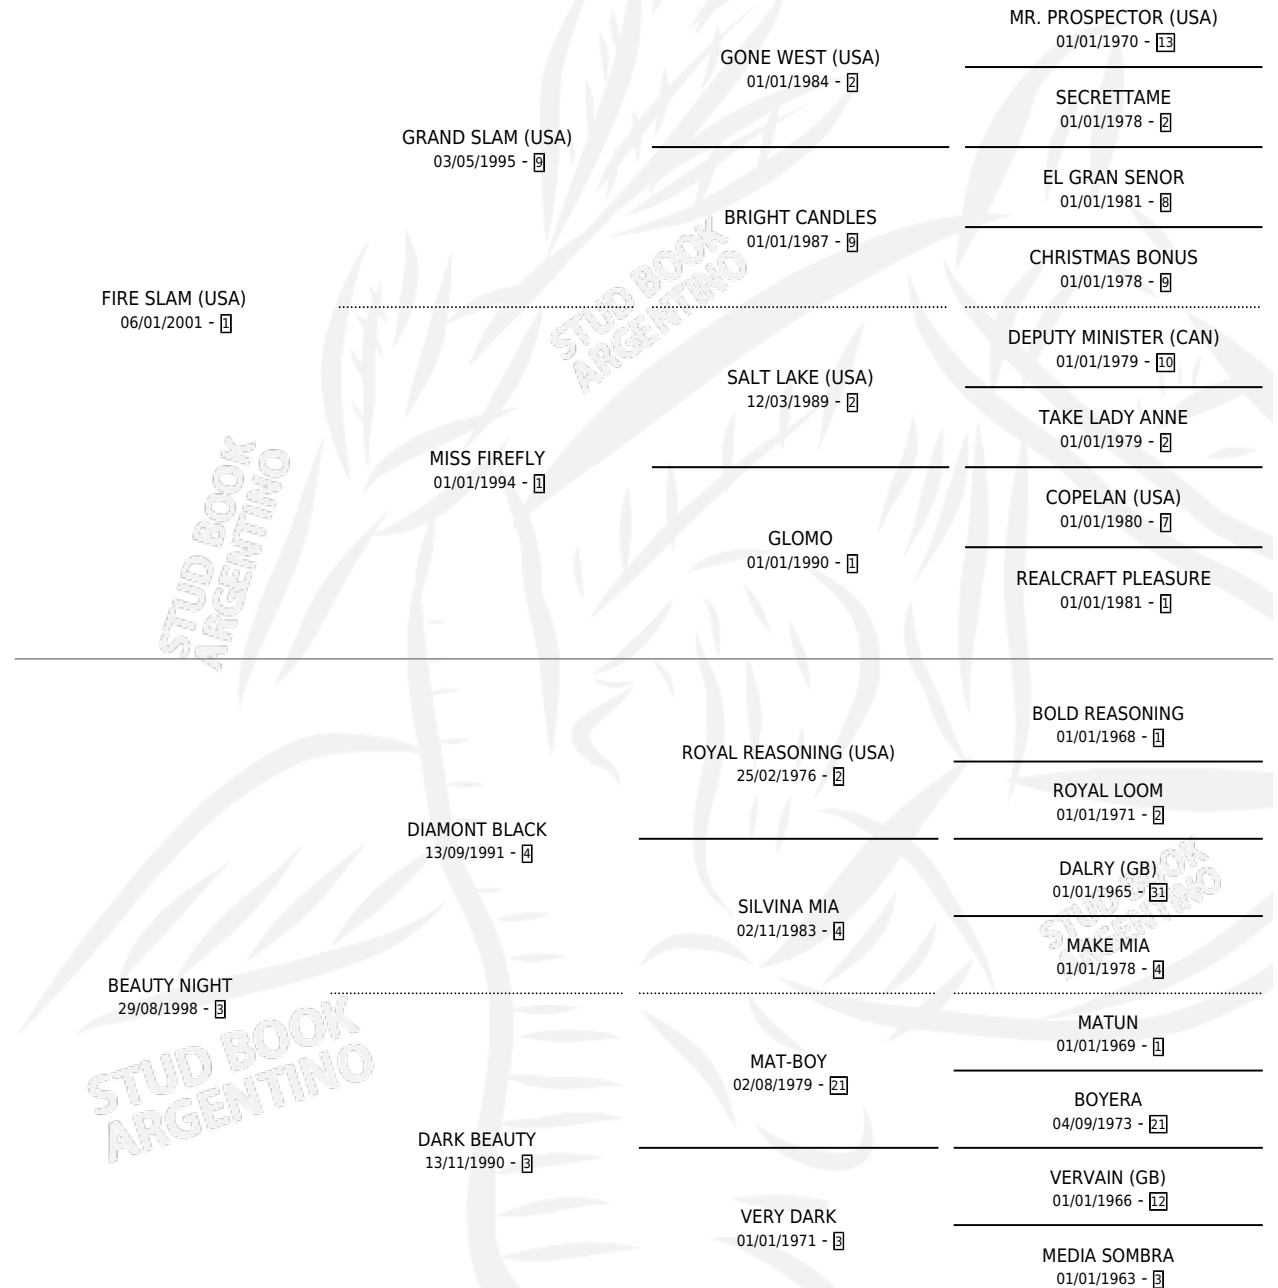 MR. PROSPECTOR (USA)
01/01/1970 - 13
GONE WEST (USA)
01/01/1984 - 2
SECRETTAME
01/01/1978 - 2
GRAND SLAM (USA)
03/05/1995 - 9
EL GRAN SENOR
01/01/1981 - 8
BRIGHT CANDLES
01/01/1987 - 9
CHRISTMAS BONUS
01/01/1978 - 9
FIRE SLAM (USA)
06/01/2001 - 1
DEPUTY MINISTER (CAN)
01/01/1979 - 10
SALT LAKE (USA)
12/03/1989 - 2
TAKE LADY ANNE
01/01/1979 - 2
MISS FIREFLY
01/01/1994 - 1
COPELAN (USA)
01/01/1980 - 7
GLOMO
01/01/1990 - 1
REALCRAFT PLEASURE
01/01/1981 - 1
BOLD REASONING
01/01/1968 - 1
ROYAL REASONING (USA)
25/02/1976 - 2
ROYAL LOOM
01/01/1971 - 2
DIAMONT BLACK
13/09/1991 - 4
DALRY (GB)
01/01/1965 - 31
SILVINA MIA
02/11/1983 - 4
MAKE MIA
01/01/1978 - 4
BEAUTY NIGHT
29/08/1998 - 3
MATUN
01/01/1969 - 1
MAT-BOY
02/08/1979 - 21
BOYERA
04/09/1973 - 21
DARK BEAUTY
13/11/1990 - 3
VERVAIN (GB)
01/01/1966 - 12
VERY DARK
01/01/1971 - 3
MEDIA SOMBRA
01/01/1963 - 3
STUD BOOK
ARGENTINO
STUD BOOK
ARGENTINO
STUD BOOK
ARGENTINO
STUD BOOK
ARGENTINO